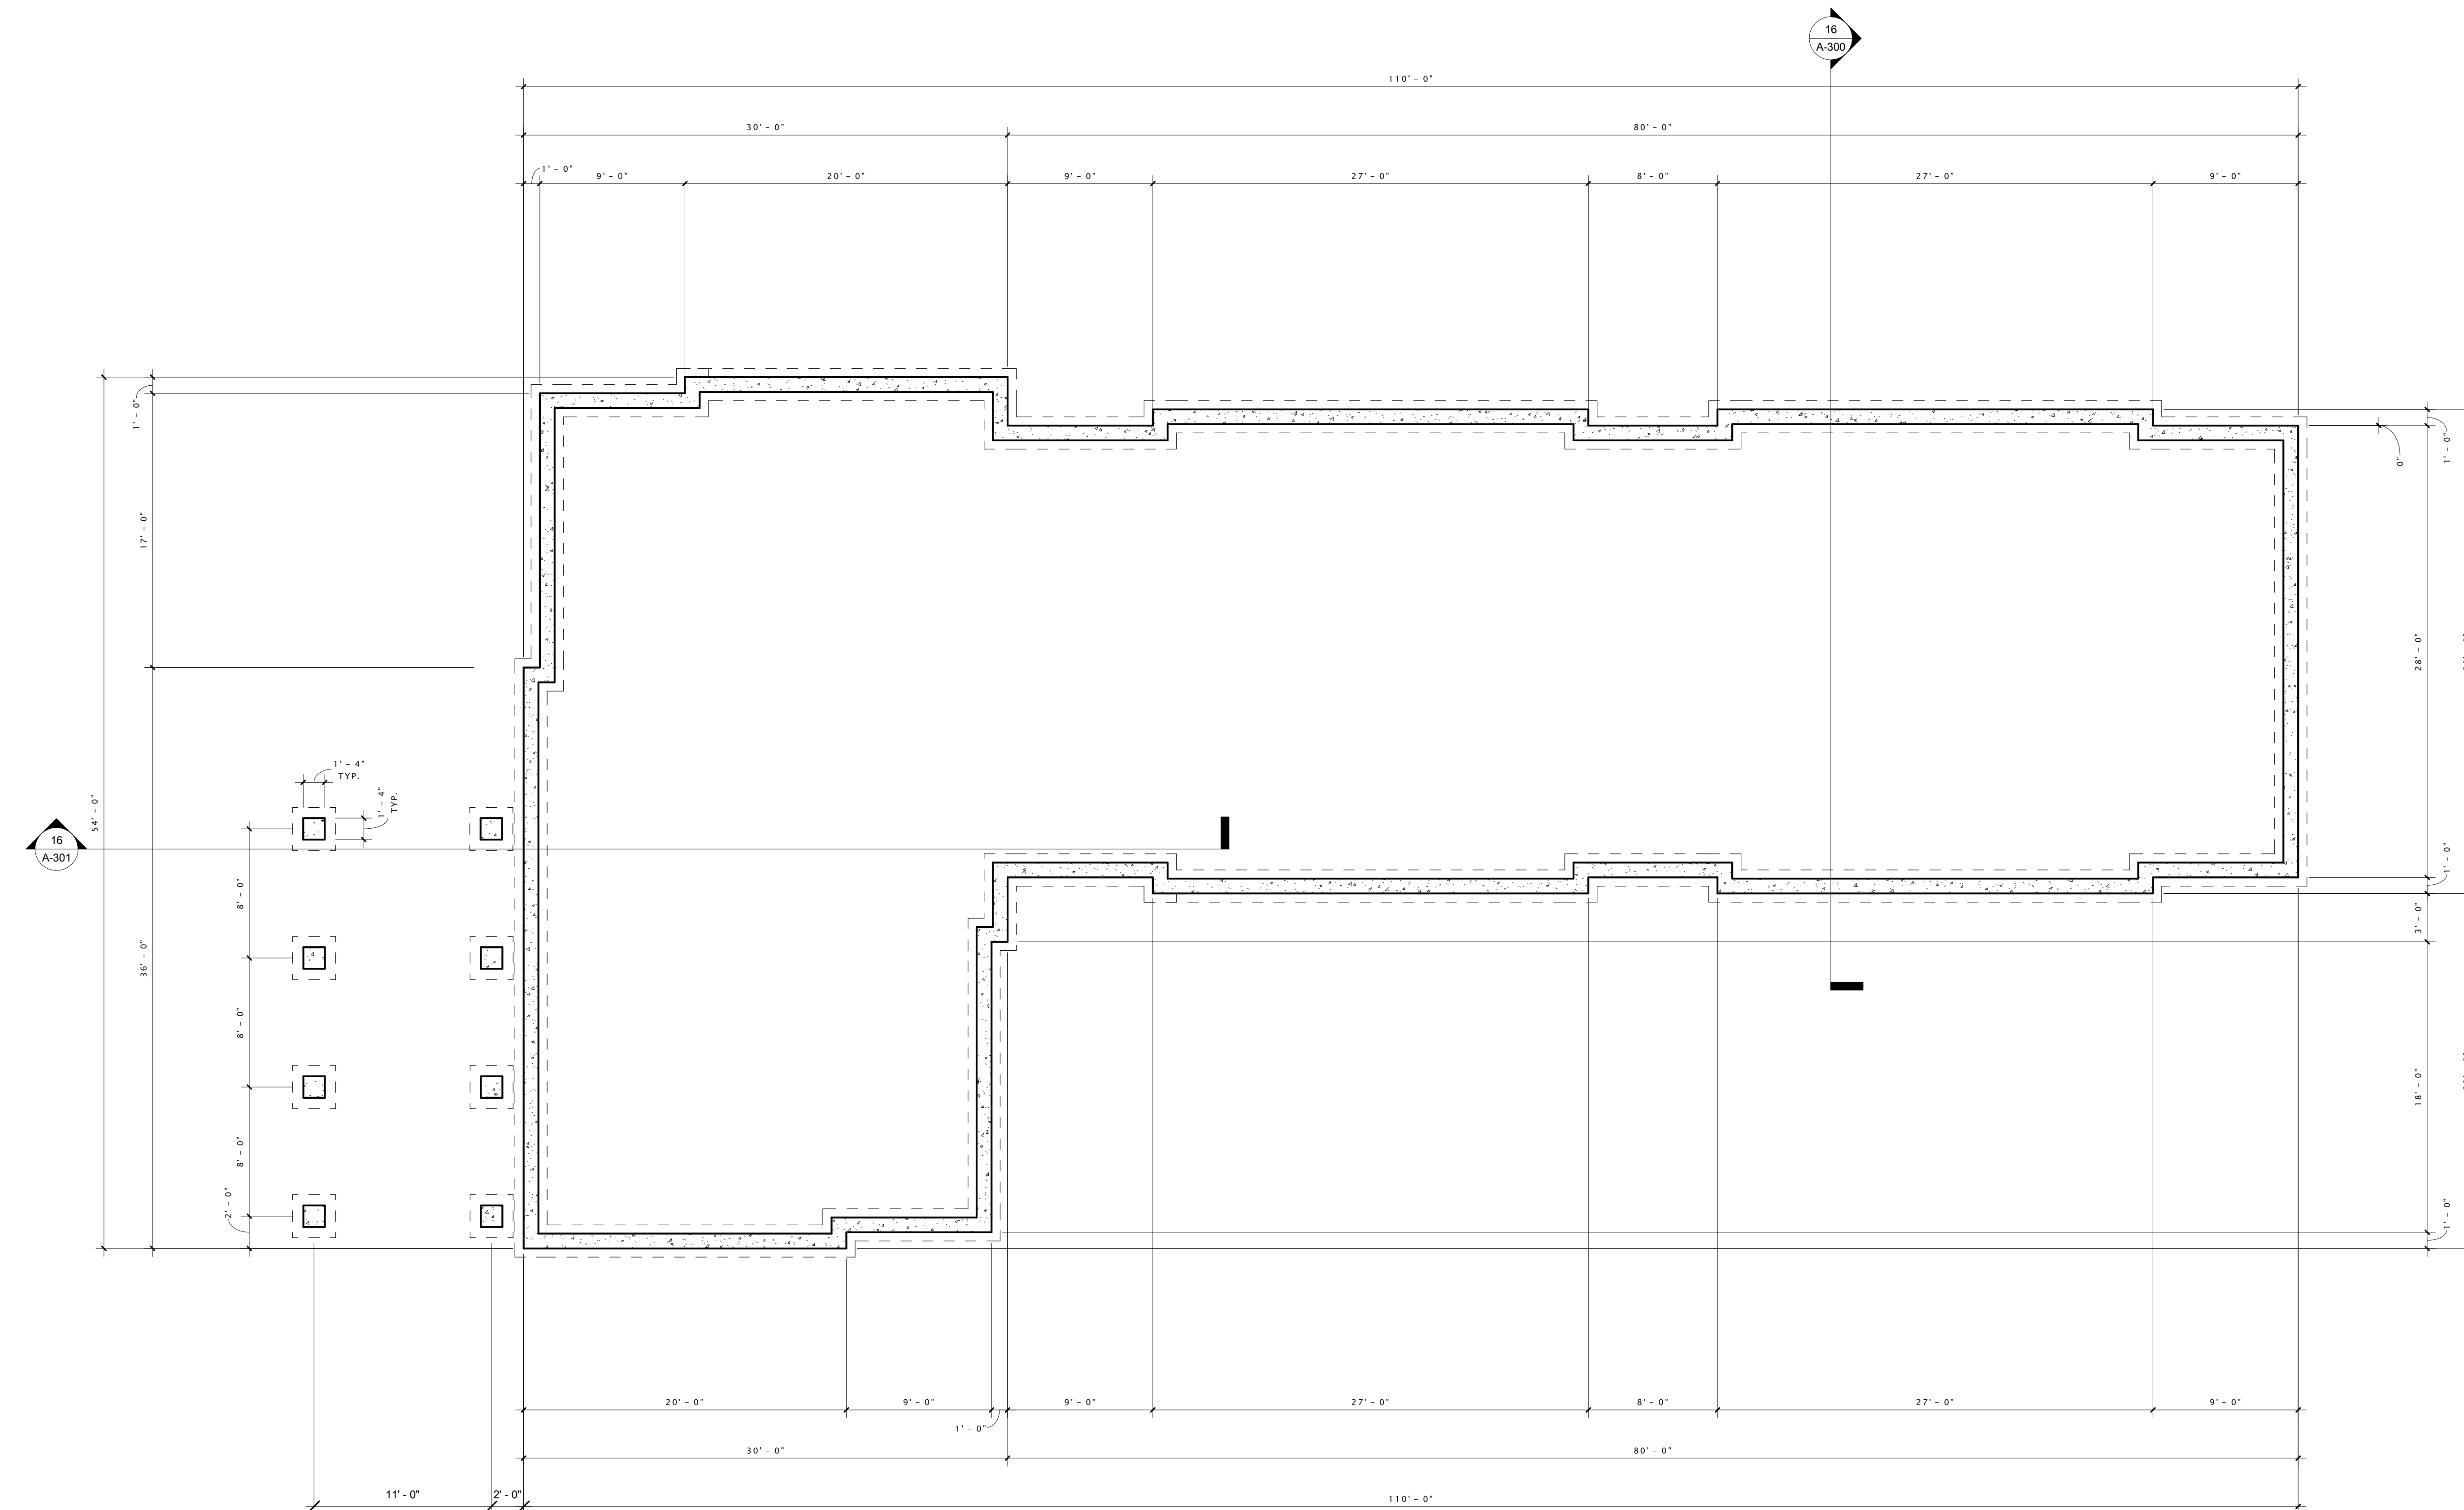 16
A-300
110' – 0"
30' – 0"
80' – 0"
1' – 0"
9' – 0"
20' – 0"
9' – 0"
27' – 0"
8' – 0"
27' – 0"
9' – 0"
1' – 0"
17' – 0"
54' – 0"
36' – 0"
1' – 0"
0"
28' – 0"
1' – 4"
TYP.
1' – 4"
TYP.
16
A-301
8' – 0"
8' – 0"
8' – 0"
2' – 0"
1' – 0"
3' – 0"
18' – 0"
1' – 0"
20' – 0"
9' – 0"
1' – 0"
9' – 0"
27' – 0"
8' – 0"
27' – 0"
9' – 0"
30' – 0"
80' – 0"
11' - 0"
2' - 0"
110' – 0"